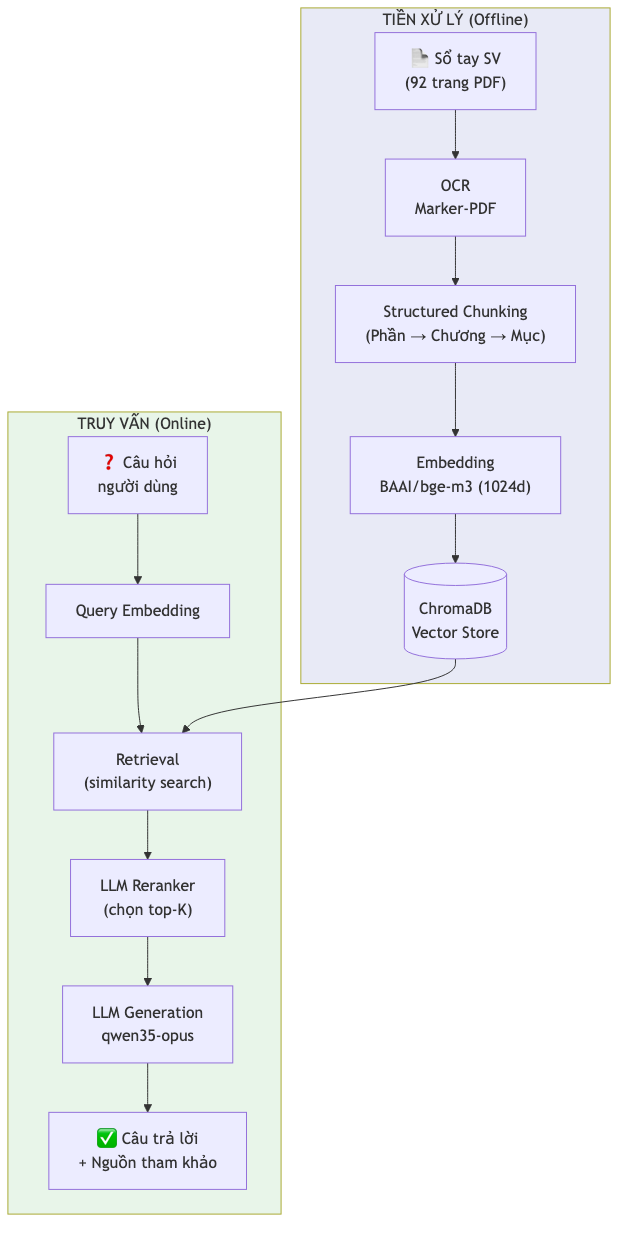 TIỀN XỬ LÝ (Offline)
Sổ tay SV
(92 trang PDF)
OCR
Marker-PDF
Structured Chunking
(Phần → Chương → Mục)
Embedding
BAAI/bge-m3 (1024d)
ChromaDB
Vector Store
TRUY VẤN (Online)
❓ Câu hỏi
người dùng
Query Embedding
Retrieval
(similarity search)
LLM Reranker
(chọn top-K)
LLM Generation
qwen35-opus
✅ Câu trả lời
+ Nguồn tham khảo